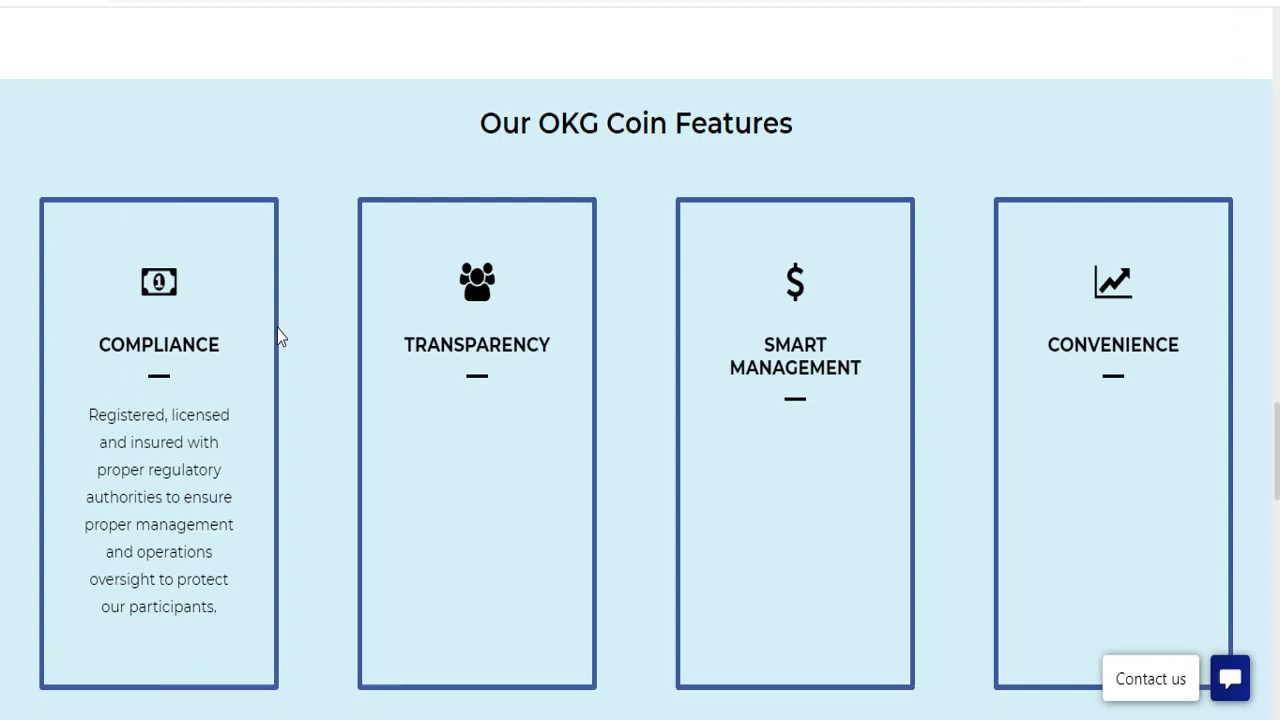 Our OKG Coin Features
COMPLIANCE
Registered, licensed
and insured with
proper regulatory
authorities to ensure
proper management
and operations
oversight to protect
our participants.
TRANSPARENCY
SMART
MANAGEMENT
CONVENIENCE
Contact us